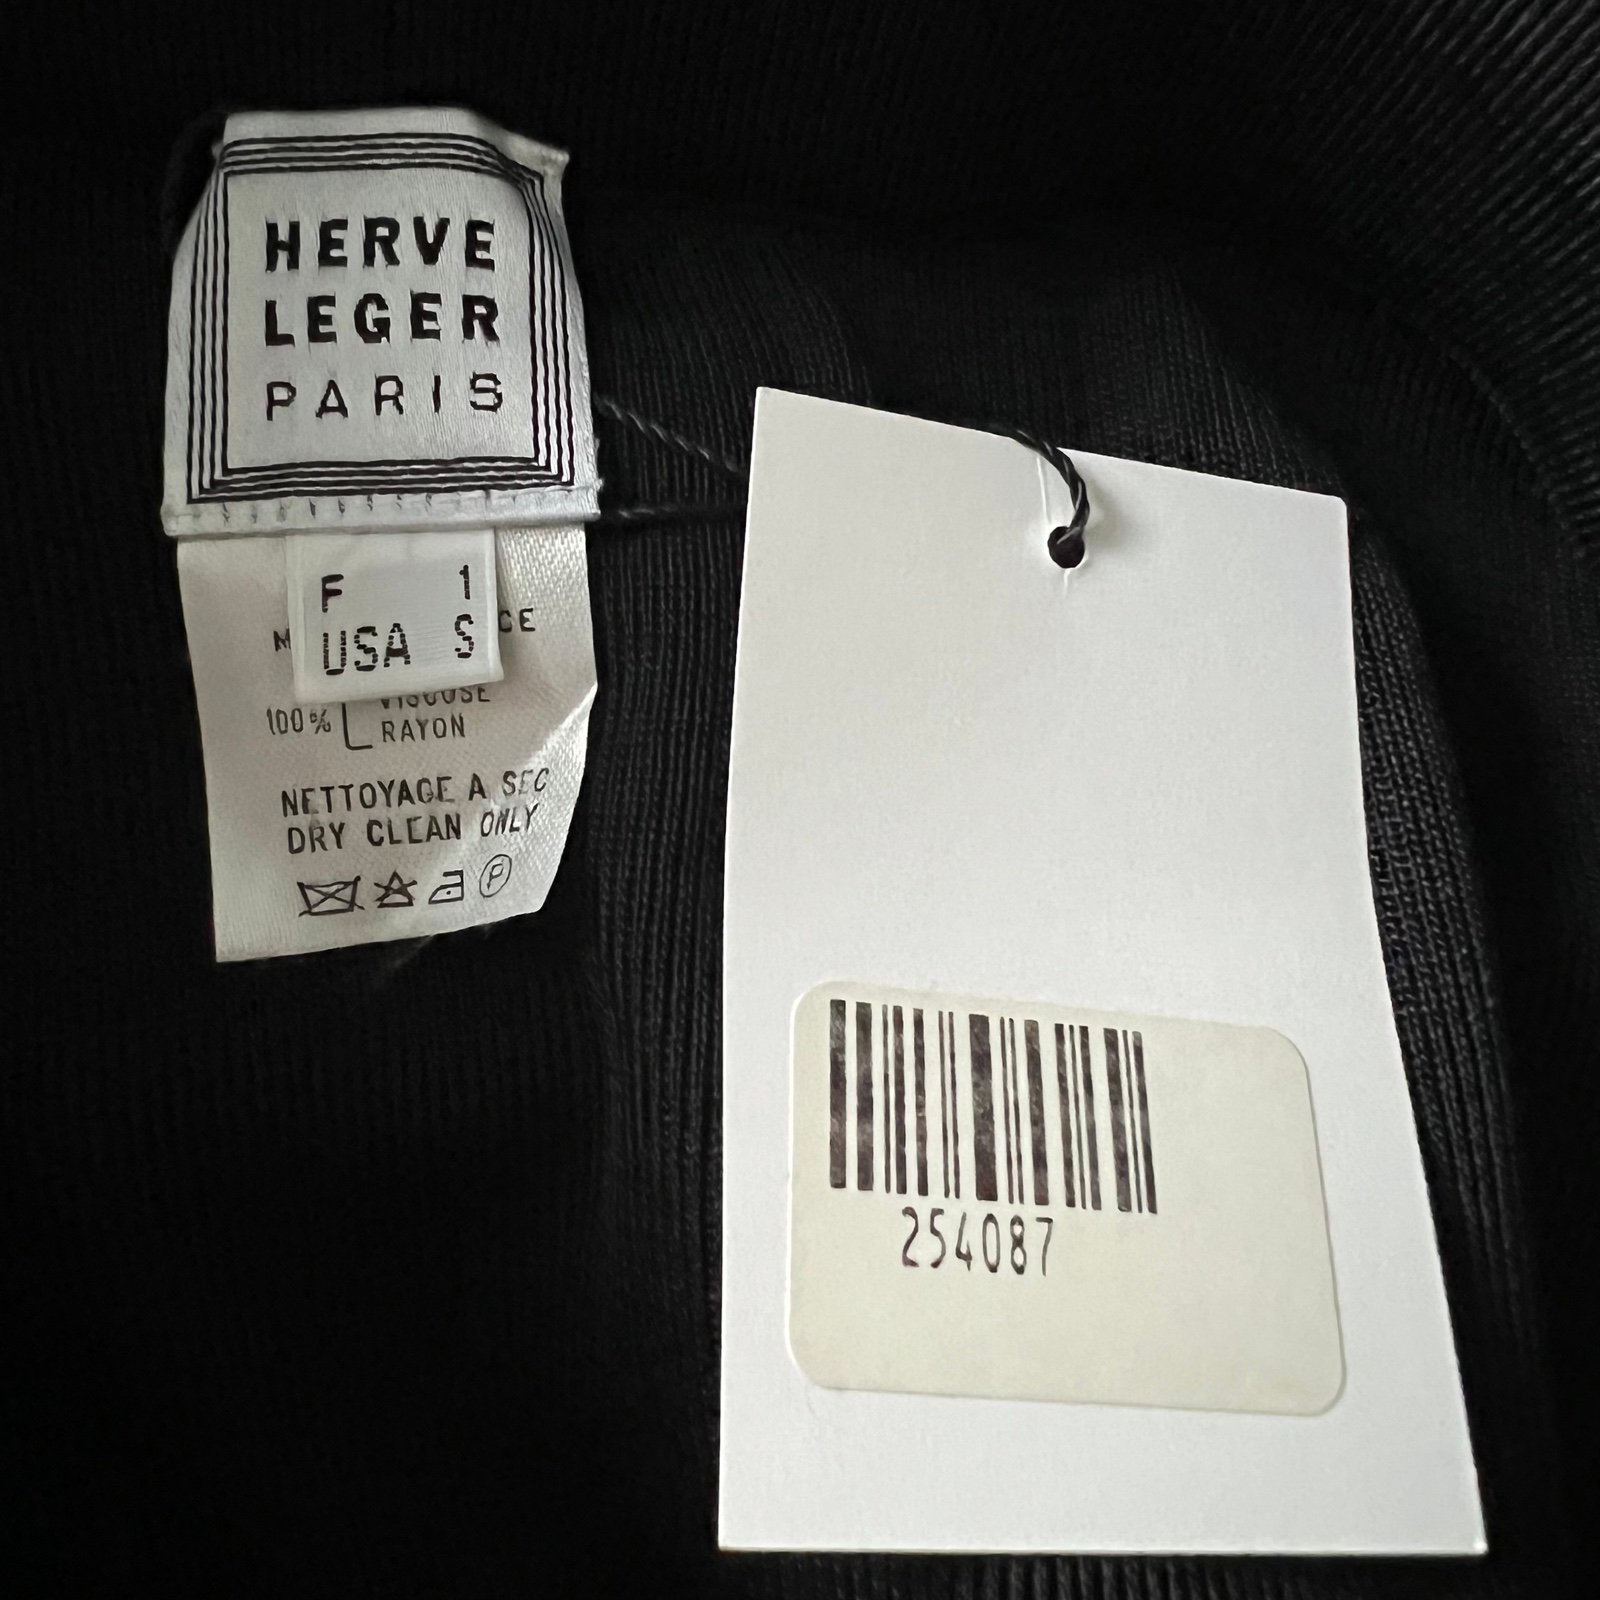 HERVE
LEGER
PARIS
F 1
USA S
100% VISCOSE
RAYON
NETTOYAGE A SEC
DRY CLEAN ONLY
P
254087